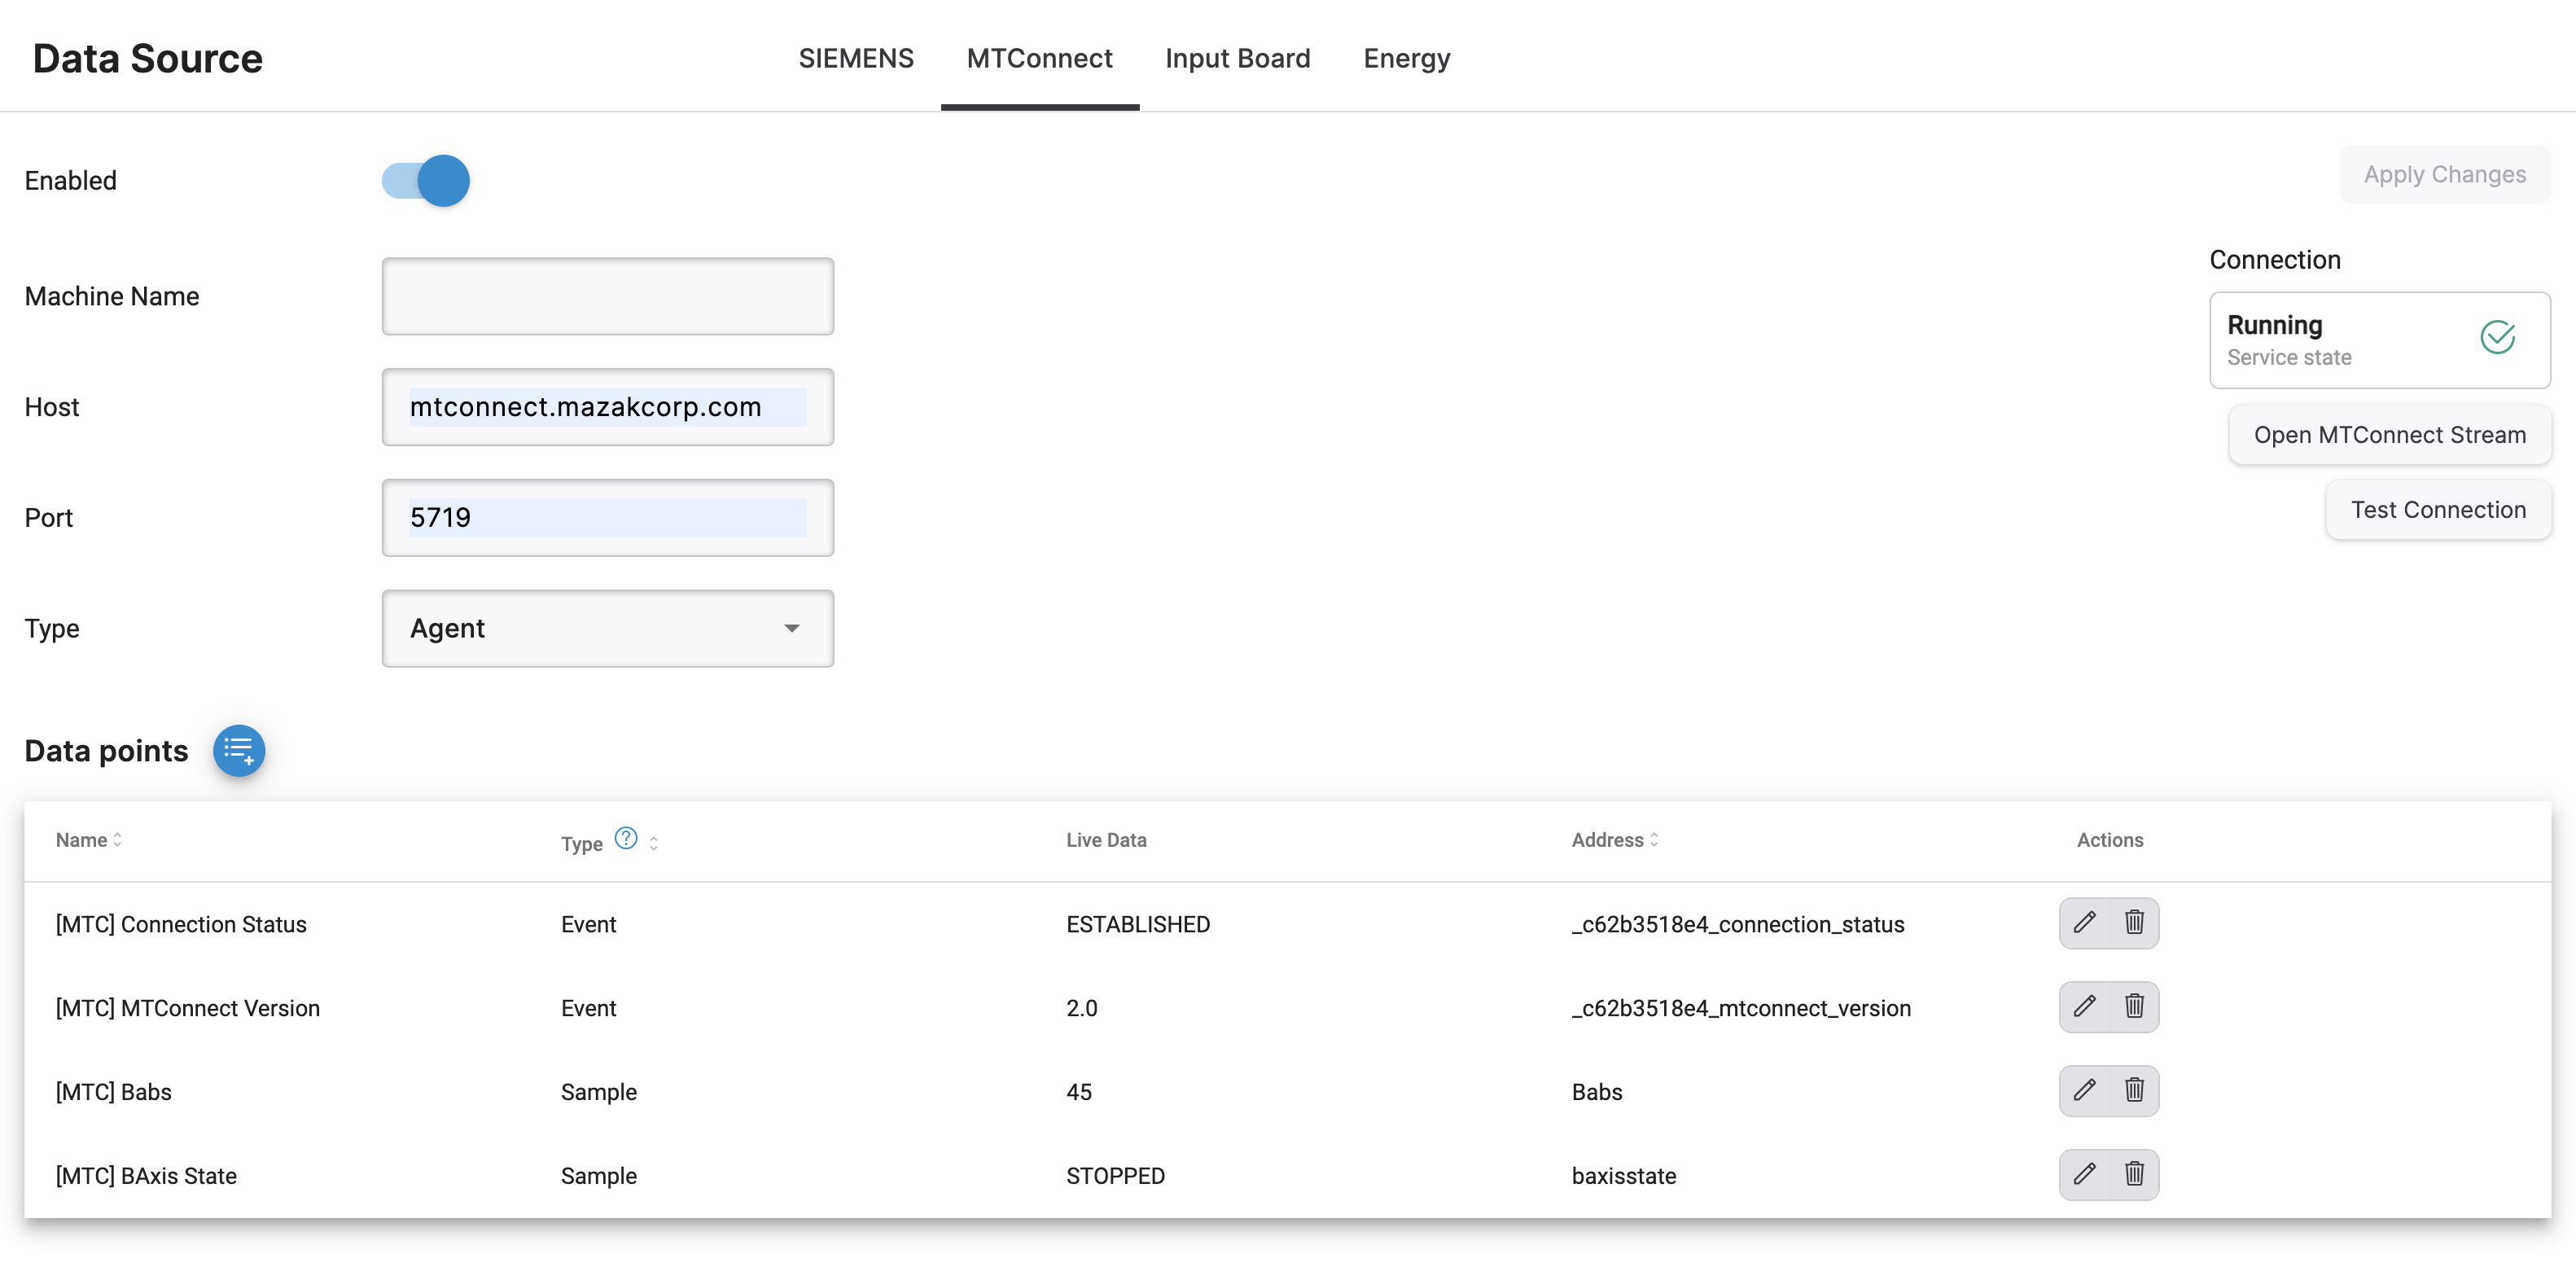 Data Source
SIEMENS MTConnect Input Board Energy
Enabled
Apply Changes
Machine Name
Connection
Running
Service state
Host mtconnect.mazakcorp.com
Open MTConnect Stream
Port 5719
Test Connection
Type Agent
Data points
Name Type ? Live Data Address Actions
[MTC] Connection Status Event ESTABLISHED _c62b3518e4_connection_status
[MTC] MTConnect Version Event 2.0 _c62b3518e4_mtconnect_version
[MTC] Babs Sample 45 Babs
[MTC] BAxis State Sample STOPPED baxisstate